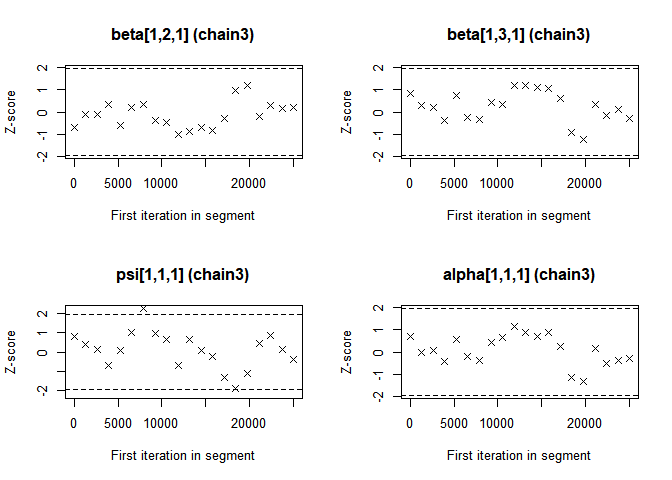 beta[1,2,1] (chain3)
Z-score
2
1
0
-1
-2
0 5000 10000 20000
First iteration in segment
beta[1,3,1] (chain3)
Z-score
2
1
0
-1
-2
0 5000 10000 20000
First iteration in segment
psi[1,1,1] (chain3)
Z-score
2
1
0
-2
0 5000 10000 20000
First iteration in segment
alpha[1,1,1] (chain3)
Z-score
2
1
0
-1
-2
0 5000 10000 20000
First iteration in segment